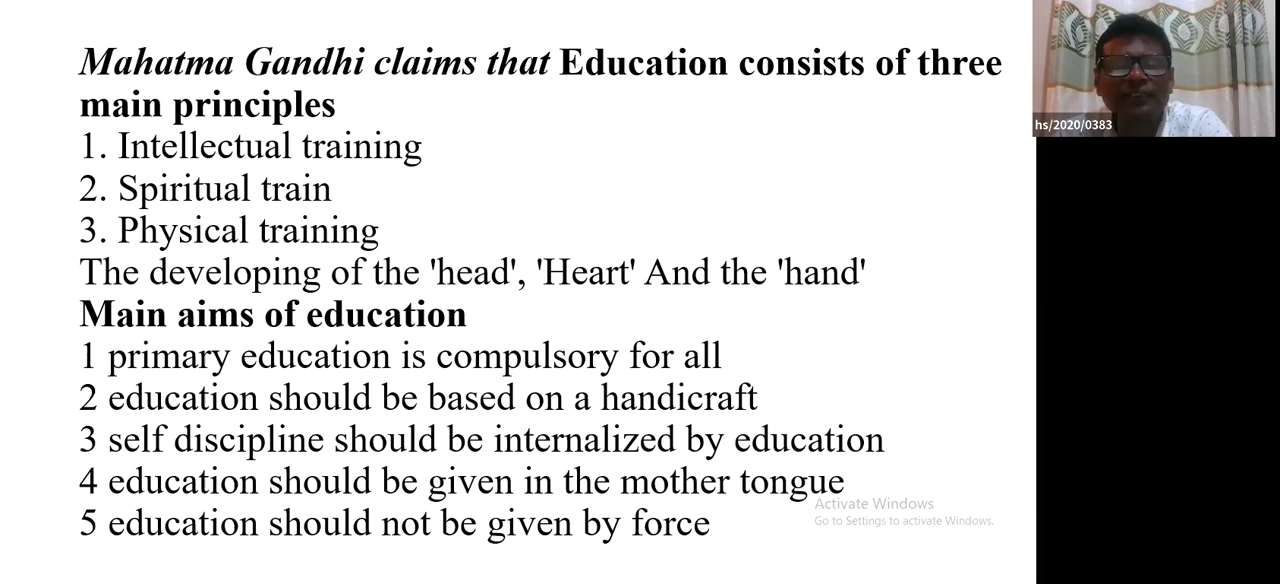 Mahatma Gandhi claims that Education consists of three
main principles
1. Intellectual training
2. Spiritual train
3. Physical training
The developing of the 'head', 'Heart' And the 'hand'
Main aims of education
1 primary education is compulsory for all
2 education should be based on a handicraft
3 self discipline should be internalized by education
4 education should be given in the mother tongue
5 education should not be given by force
hs/2020/0383
Activate Windows
Go to Settings to activate Windows.